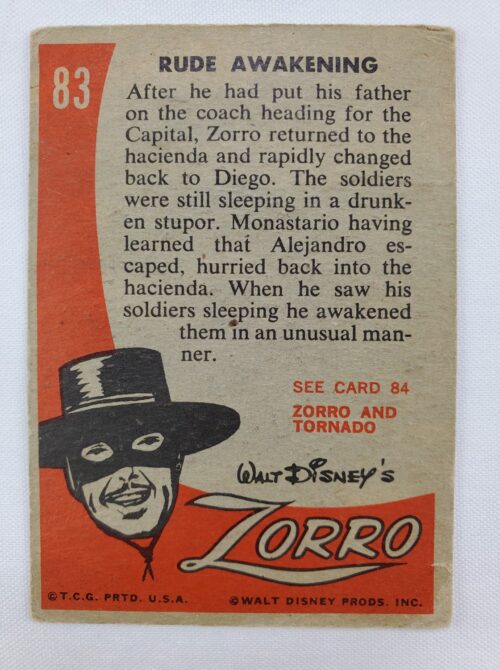 83
RUDE AWAKENING
After he had put his father
on the coach heading for the
Capital, Zorro returned to the
hacienda and rapidly changed
back to Diego. The soldiers
were still sleeping in a drunk-
en stupor. Monastario having
learned that Alejandro es-
caped, hurried back into the
hacienda. When he saw his
soldiers sleeping he awakened
them in an unusual man-
ner.
SEE CARD 84
ZORRO AND
TORNADO
WALT DISNEY'S
ZORRO
©T.C.G. PRTD. U.S.A.
©WALT DISNEY PRODS. INC.